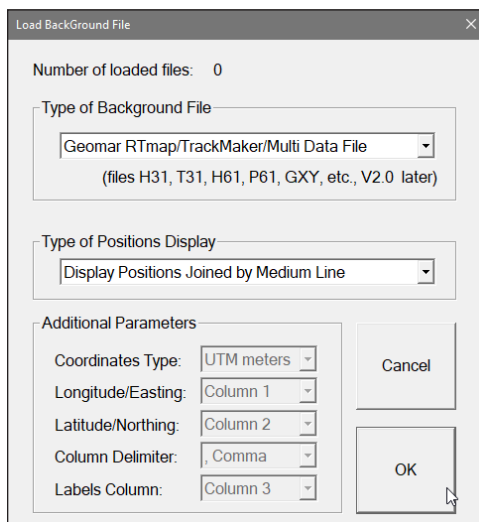 Load BackGround File
Number of loaded files: 0
Type of Background File
Geomar RTmap/TrackMaker/Multi Data File
(files H31, T31, H61, P61, GXY, etc., V2.0 later)
Type of Positions Display
Display Positions Joined by Medium Line
Additional Parameters
Coordinates Type: UTM meters
Longitude/Easting: Column 1
Latitude/Northing: Column 2
Column Delimiter: , Comma
Labels Column: Column 3
Cancel
OK